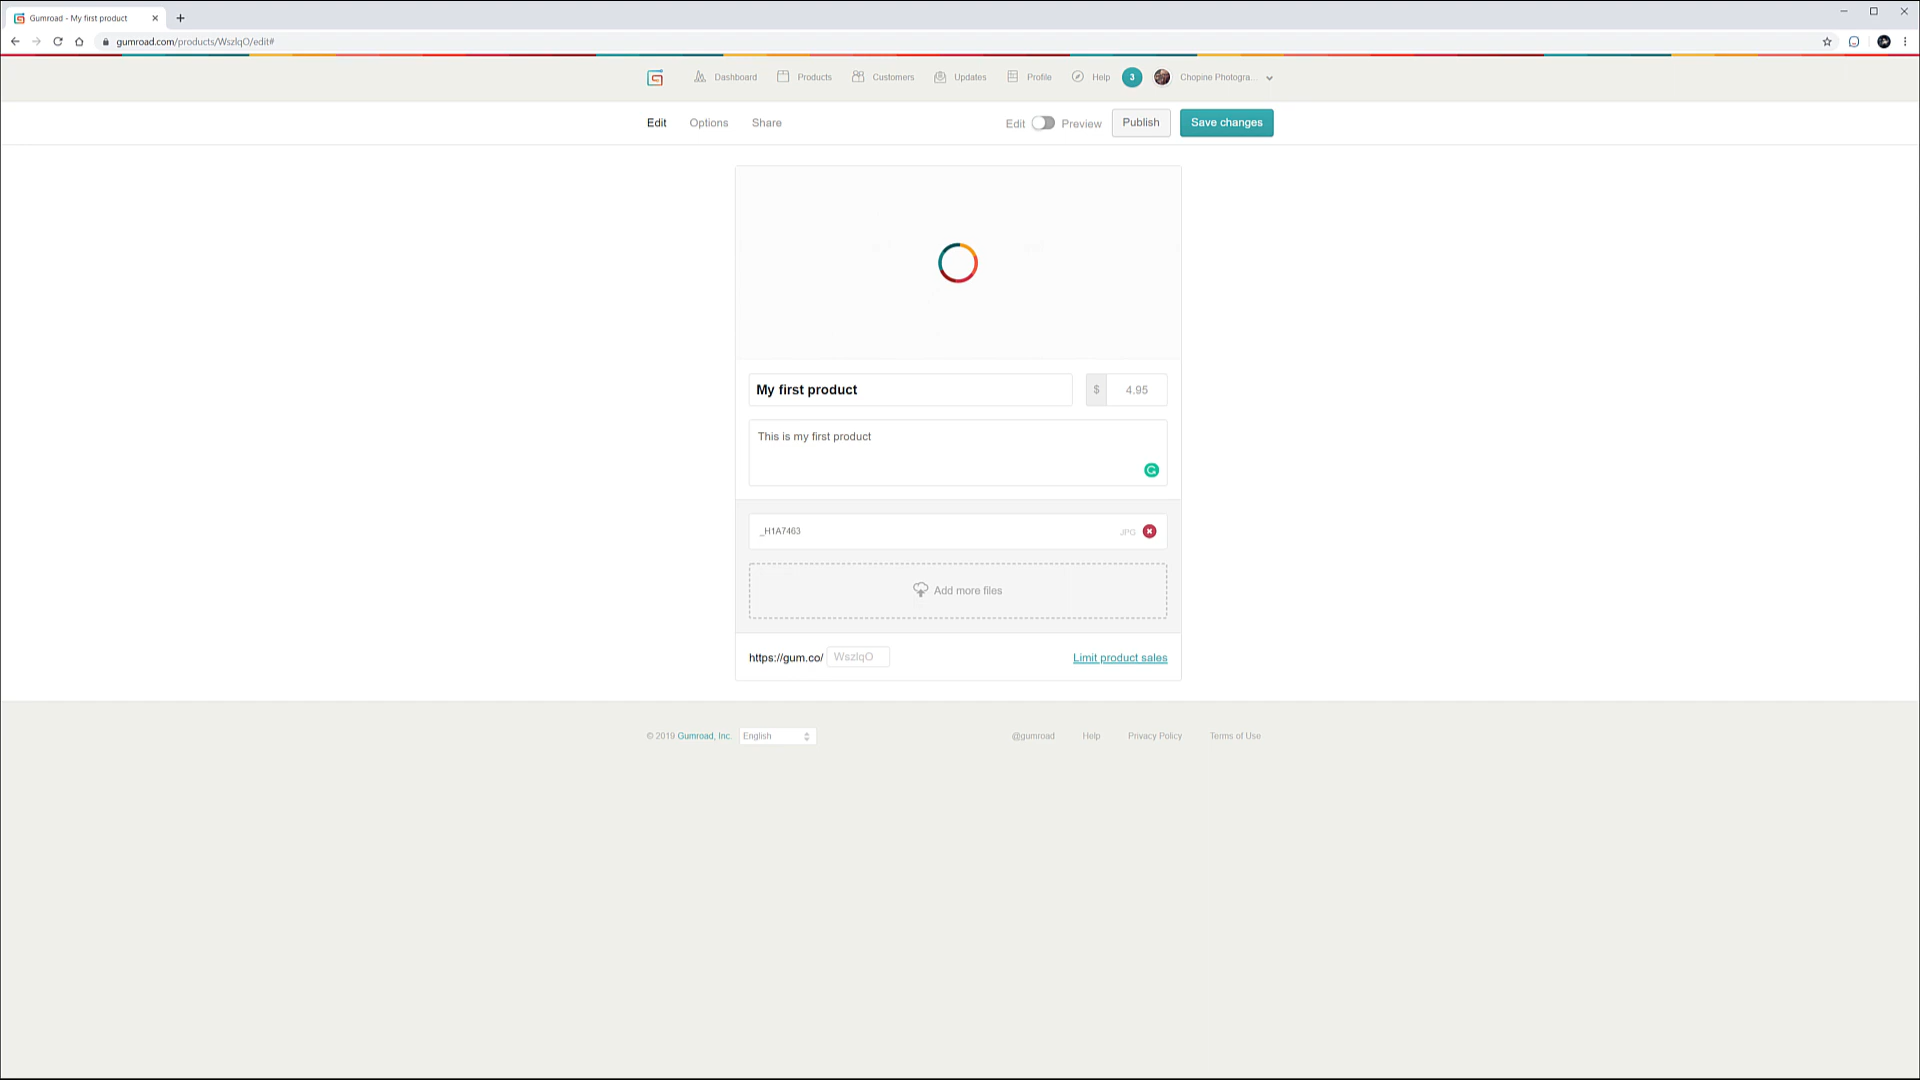 Gumroad - My first product
gumroad.com/products/WszlqO/edit#
Dashboard Products Customers Updates Profile Help 3 Chopine Photogra...
Edit Options Share Edit Preview Publish Save changes
My first product $ 4.95
This is my first product
_H1A7463 JPG
Add more files
https://gum.co/ WszlqO Limit product sales
© 2019 Gumroad, Inc. English @gumroad Help Privacy Policy Terms of Use